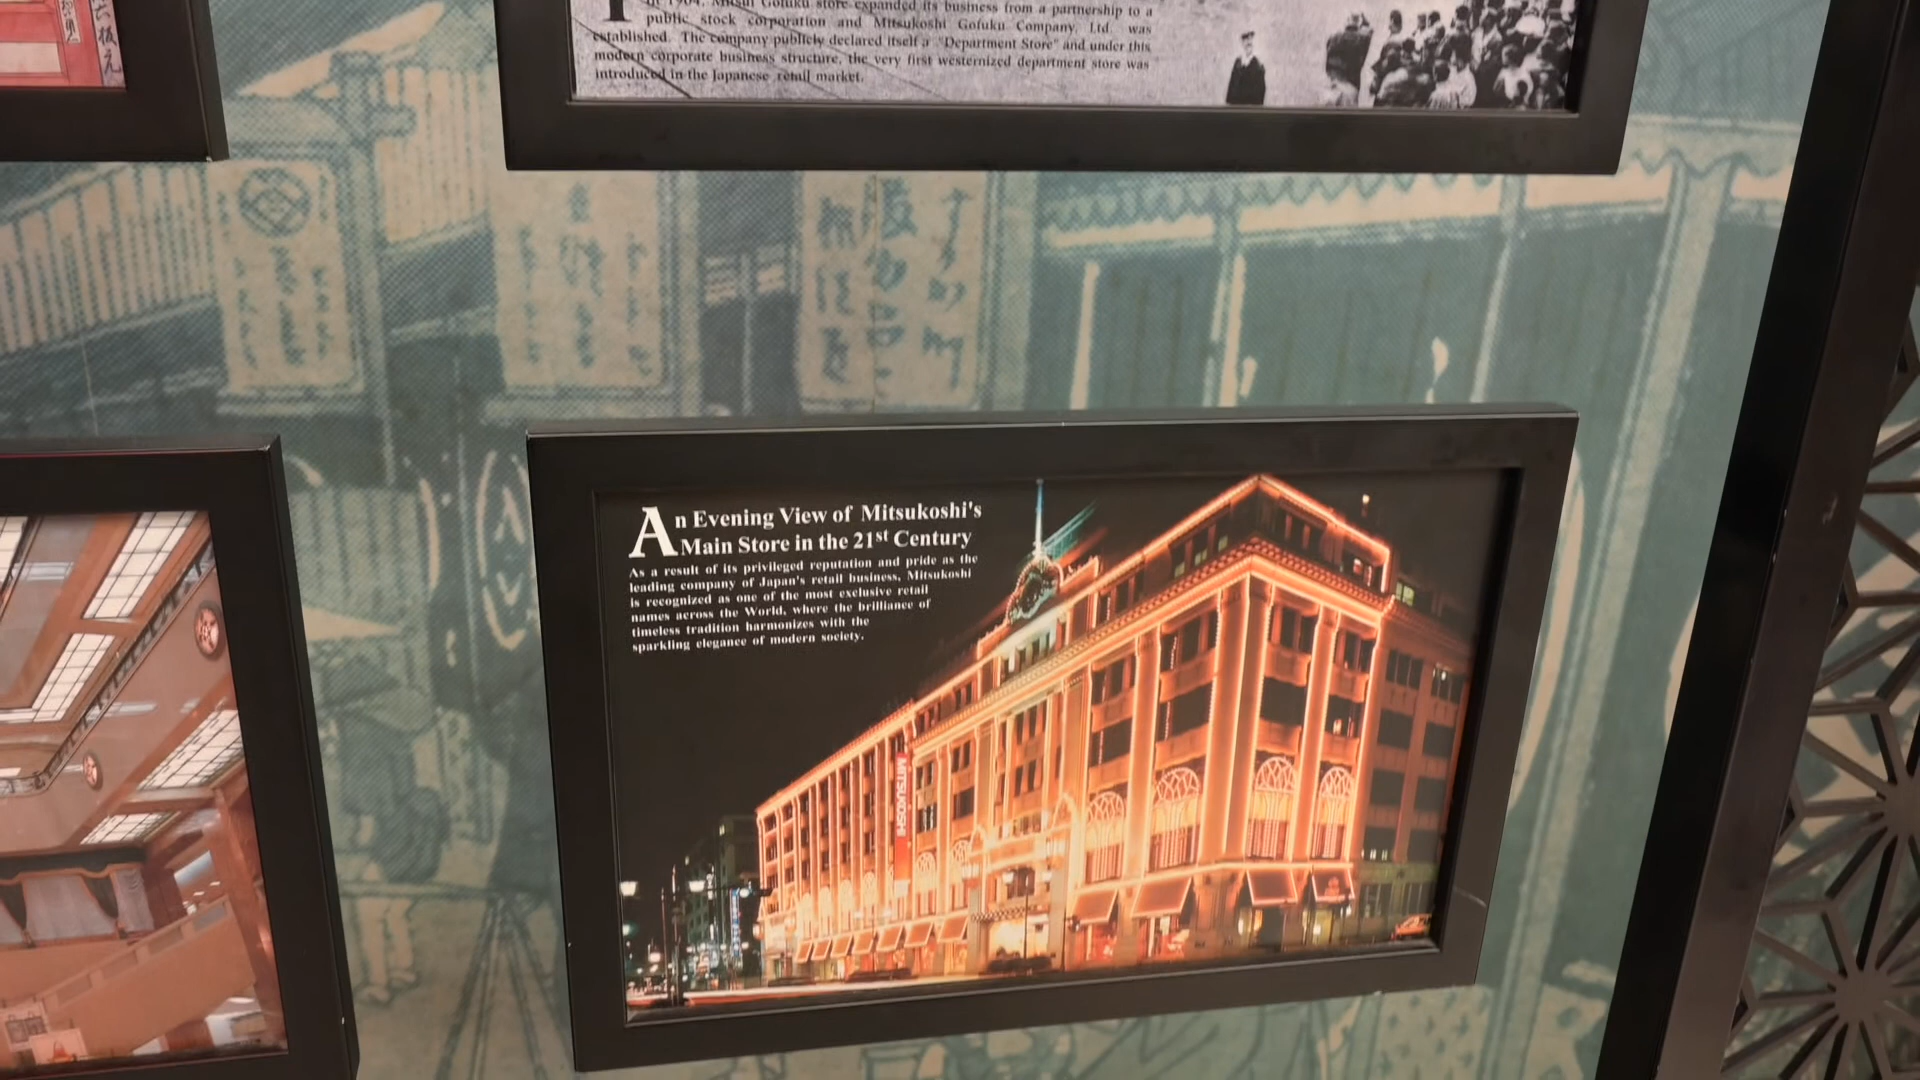 In 1904, Mitsui Gofuku store expanded its business from a partnership to a
public stock corporation and Mitsukoshi Gofuku Company, Ltd. was
established. The company publicly declared itself a "Department Store" and under this
modern corporate business structure, the very first westernized department store was
introduced in the Japanese retail market.
An Evening View of Mitsukoshi's
Main Store in the 21st Century
As a result of its privileged reputation and pride as the
leading company of Japan's retail business, Mitsukoshi
is recognized as one of the most exclusive retail
names across the World, where the brilliance of
timeless tradition harmonizes with the
sparkling elegance of modern society.
MITSUKOSHI